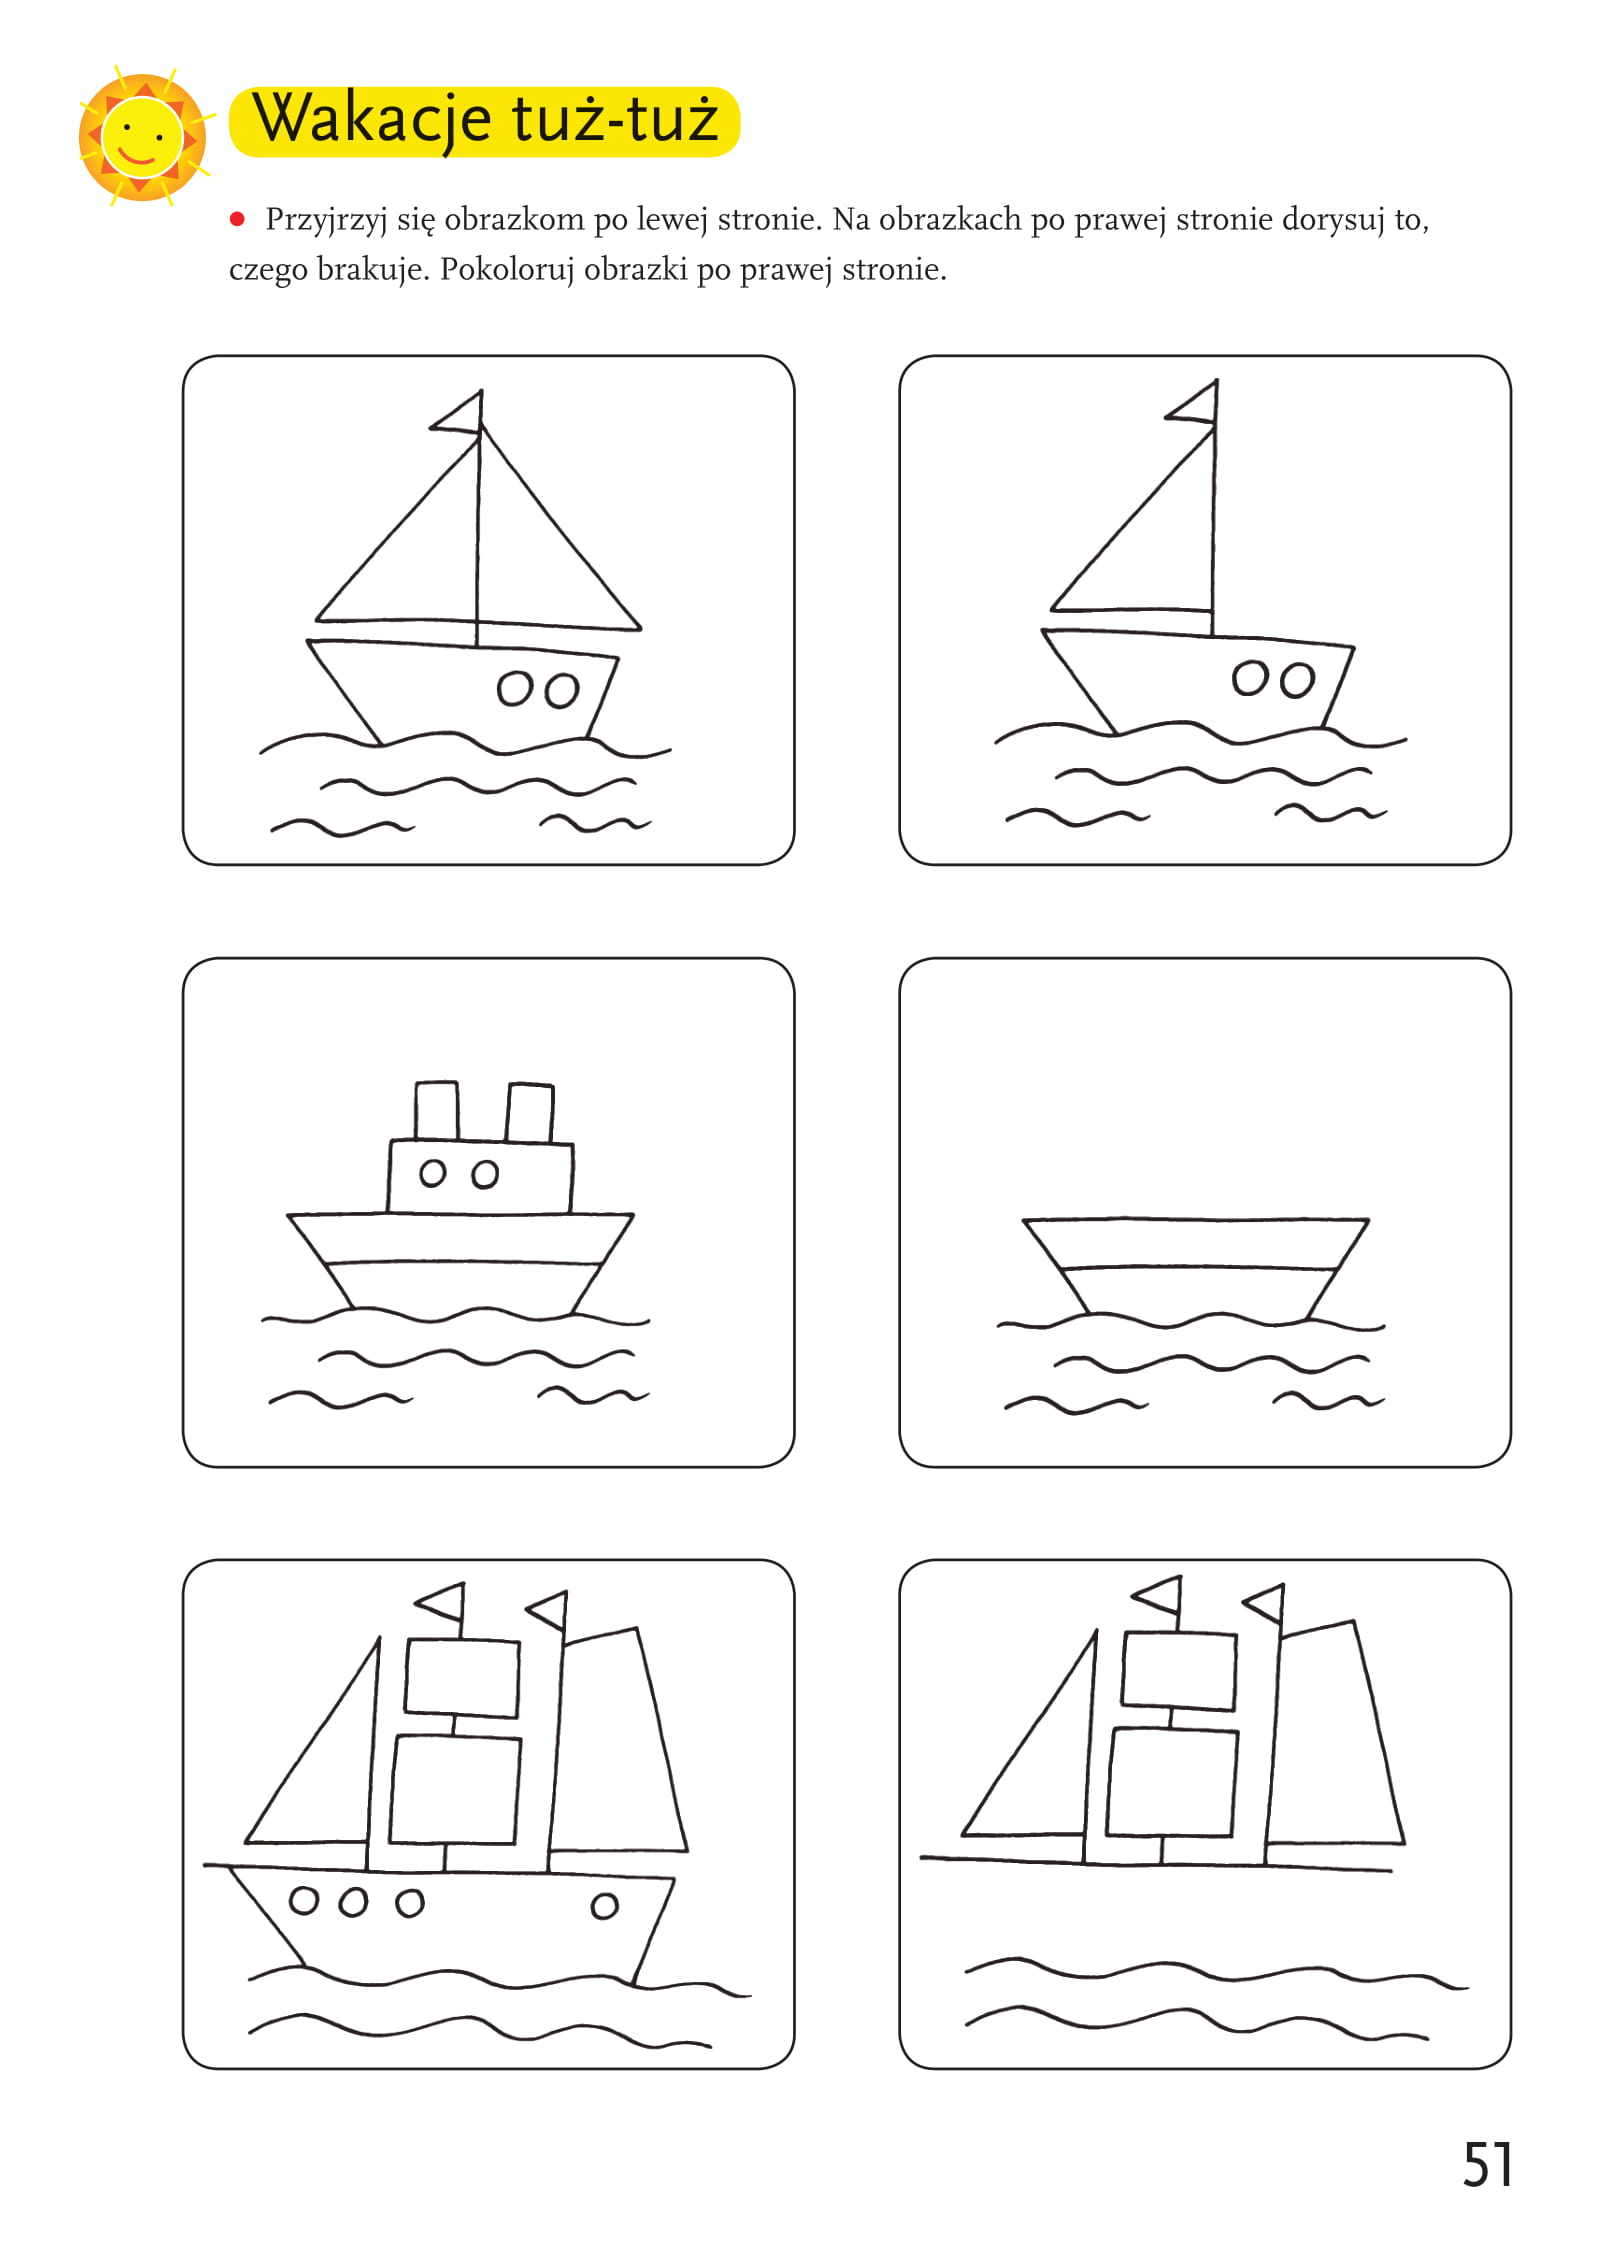 Wakacje tuż-tuż
• Przyjrzyj się obrazkom po lewej stronie. Na obrazkach po prawej stronie dorysuj to,
czego brakuje. Pokoloruj obrazki po prawej stronie.
51